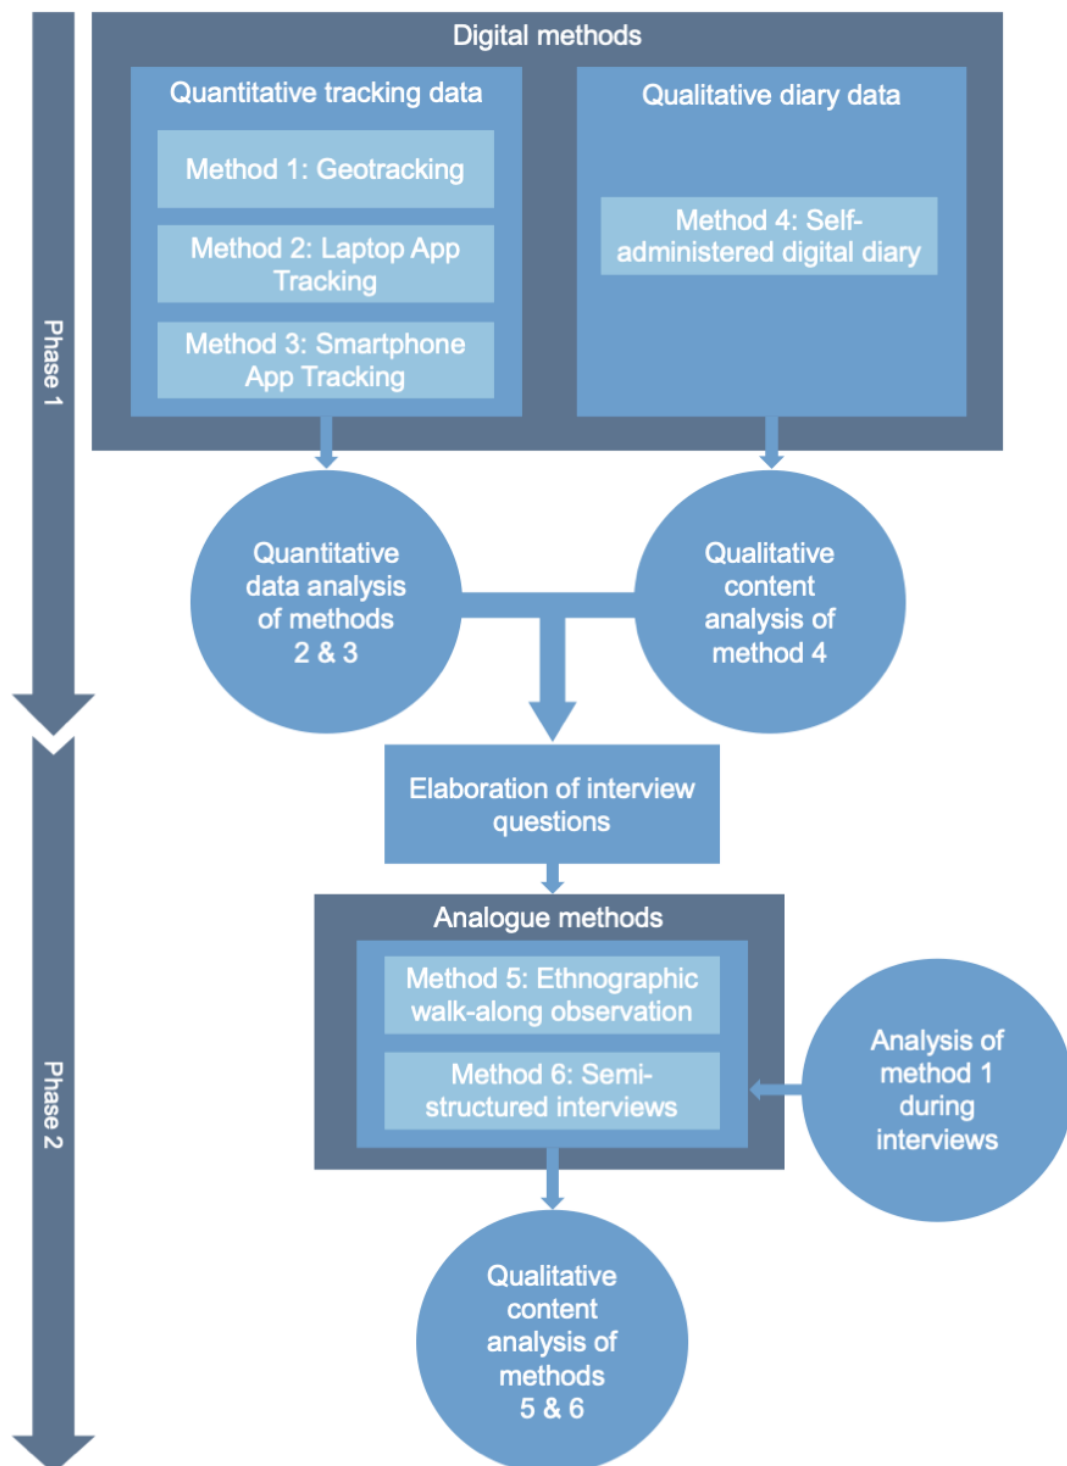 Digital methods
Quantitative tracking data
Method 1: Geotracking
Method 2: Laptop App
Tracking
Method 3: Smartphone
App Tracking
Qualitative diary data
Method 4: Self-
administered digital diary
Phase 1
Quantitative
data analysis
of methods
2 & 3
Qualitative
content
analysis of
method 4
Elaboration of interview
questions
Analogue methods
Method 5: Ethnographic
walk-along observation
Method 6: Semi-
structured interviews
Analysis of
method 1
during
interviews
Phase 2
Qualitative
content
analysis of
methods
5 & 6